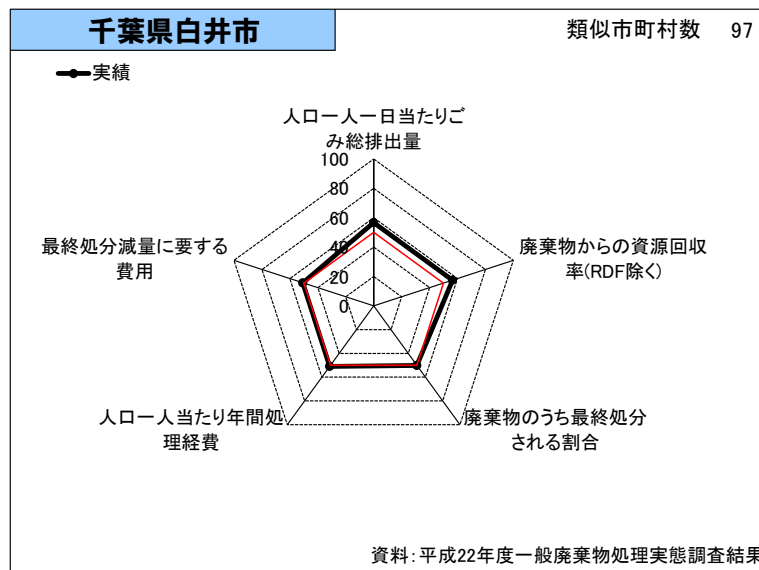 千葉県白井市
類似市町村数 97
実績
人口一人一日当たりご
み総排出量
100
80
60
40
20
0
最終処分減量に要する
費用
廃棄物からの資源回収
率(RDF除く)
人口一人当たり年間処
理経費
廃棄物のうち最終処分
される割合
資料:平成22年度一般廃棄物処理実態調査結果